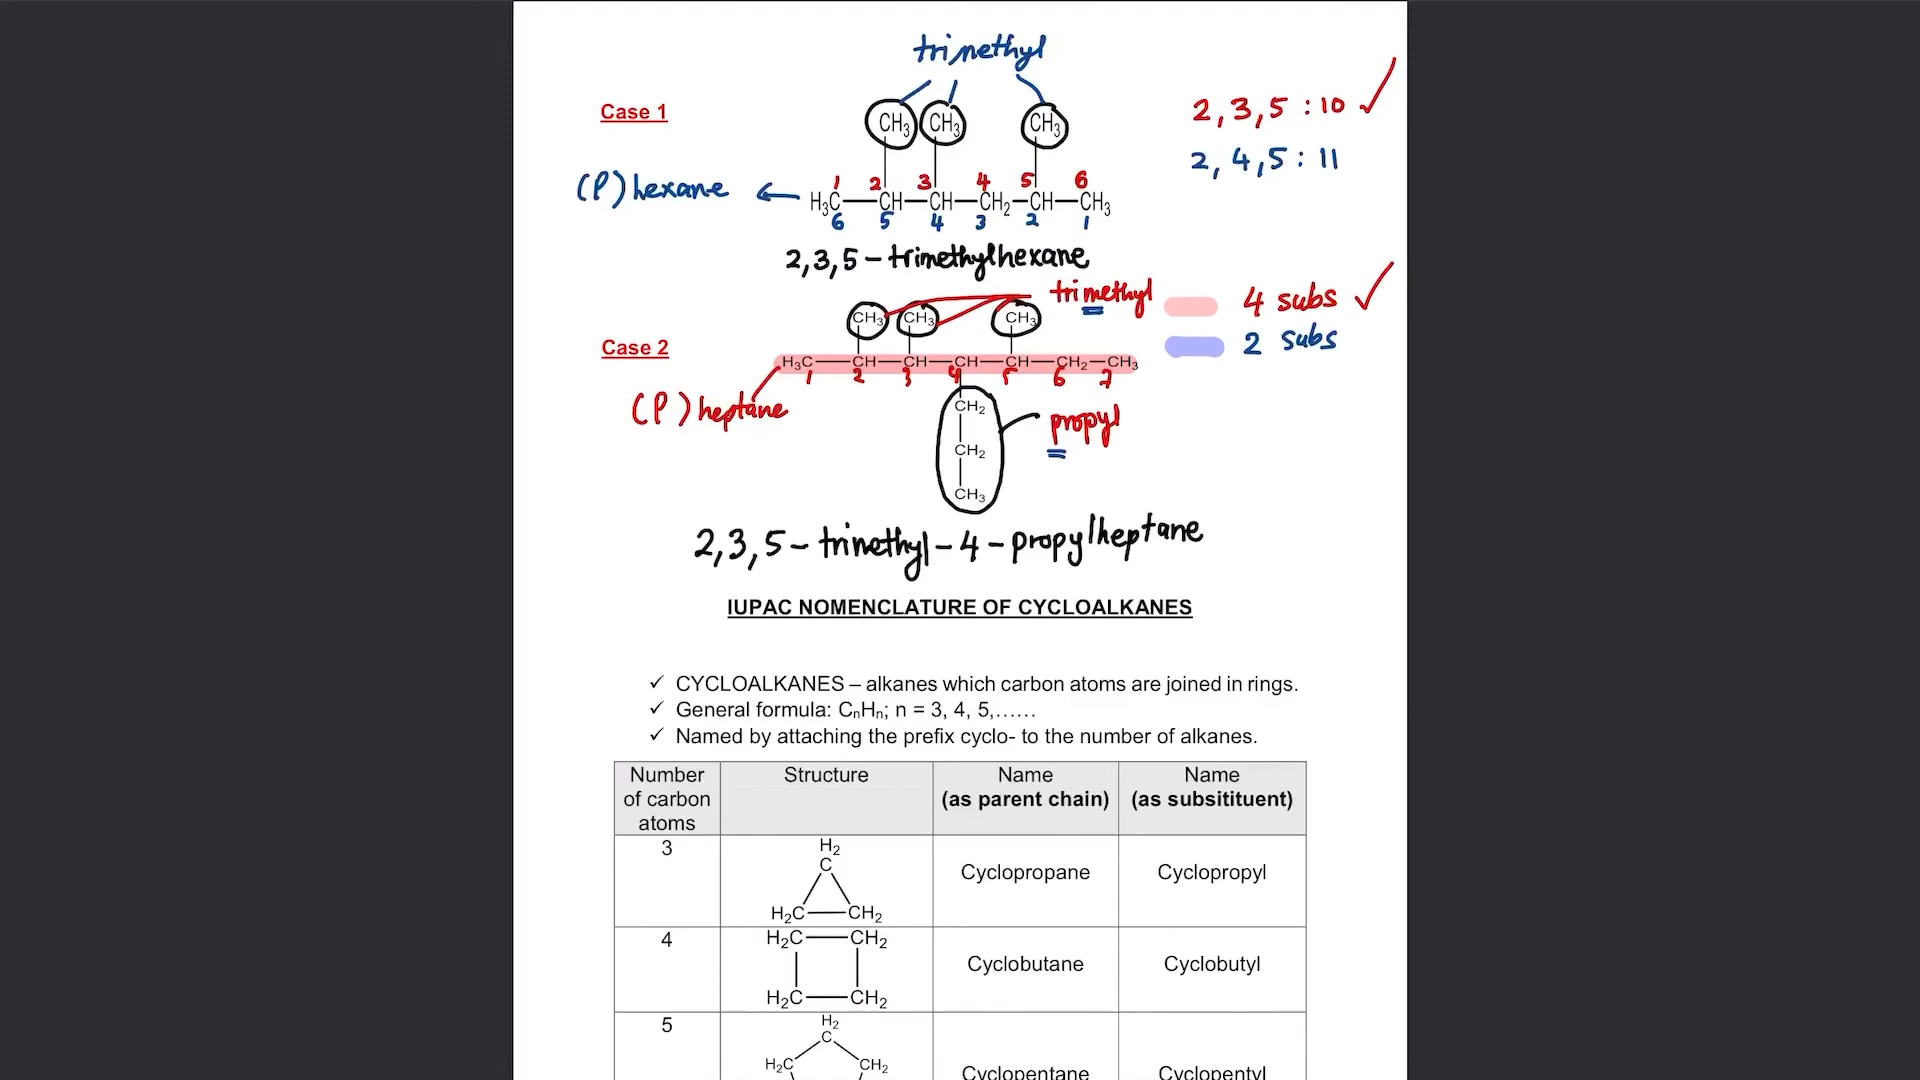 trimethyl
Case 1
CH₃ CH₃ CH₃
2,3,5 : 10 ✓
2,4,5 : 11
(P) hexane
1 2 3 4 5 6
H₃C—CH—CH—CH₂—CH—CH₃
6 5 4 3 2 1
2,3,5 – trimethylhexane
trimethyl
4 subs ✓
2 subs
CH₃ CH₃ CH₃
Case 2
H₃C—CH—CH—CH—CH—CH₂—CH₃
1 2 3 4 5 6 7
(P) heptane
CH₂
propyl
CH₂
CH₃
2,3,5 – trimethyl – 4 – propylheptane
IUPAC NOMENCLATURE OF CYCLOALKANES
✓ CYCLOALKANES – alkanes which carbon atoms are joined in rings.
✓ General formula: CₙHₙ; n = 3, 4, 5,……
✓ Named by attaching the prefix cyclo- to the number of alkanes.
Number of carbon atoms
Structure
Name (as parent chain)
Name (as subsitituent)
3
H₂
C
H₂C—CH₂
Cyclopropane
Cyclopropyl
4
H₂C—CH₂
H₂C—CH₂
Cyclobutane
Cyclobutyl
5
H₂
C
H₂C CH₂
Cyclopentane
Cyclopentyl